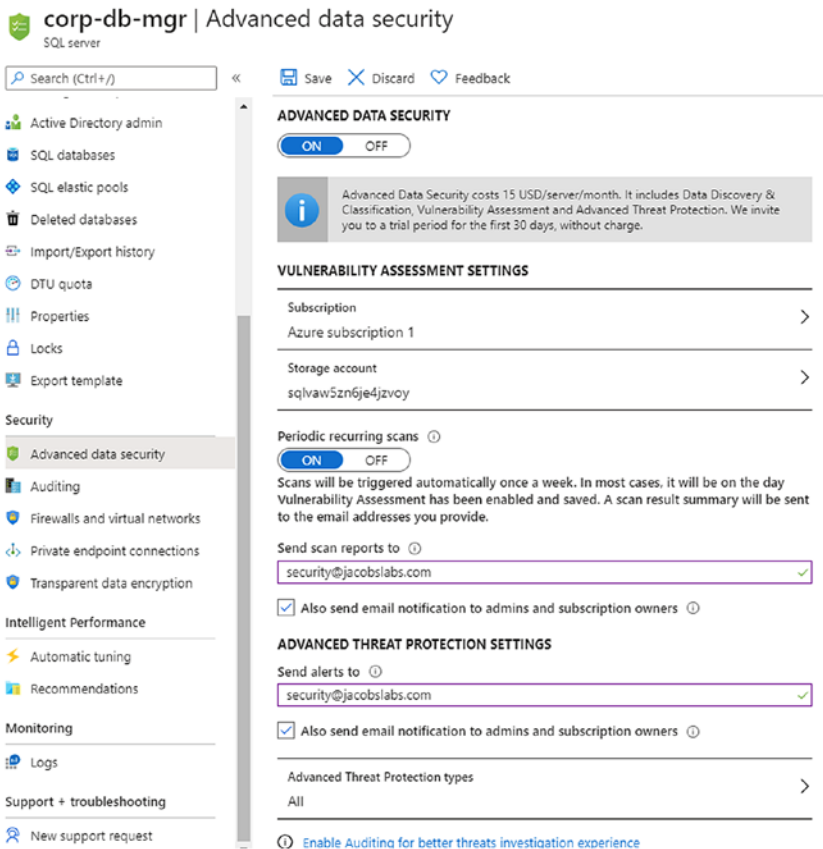 corp-db-mgr | Advanced data security
SQL server
Search (Ctrl+/)
«
Active Directory admin
SQL databases
SQL elastic pools
Deleted databases
Import/Export history
DTU quota
Properties
Locks
Export template
Security
Advanced data security
Auditing
Firewalls and virtual networks
Private endpoint connections
Transparent data encryption
Intelligent Performance
Automatic tuning
Recommendations
Monitoring
Logs
Support + troubleshooting
New support request
Save Discard Feedback
ADVANCED DATA SECURITY
ON OFF
Advanced Data Security costs 15 USD/server/month. It includes Data Discovery &
Classification, Vulnerability Assessment and Advanced Threat Protection. We invite
you to a trial period for the first 30 days, without charge.
VULNERABILITY ASSESSMENT SETTINGS
Subscription
Azure subscription 1
Storage account
sqlvaw5zn6je4jzvoy
Periodic recurring scans
ON OFF
Scans will be triggered automatically once a week. In most cases, it will be on the day
Vulnerability Assessment has been enabled and saved. A scan result summary will be sent
to the email addresses you provide.
Send scan reports to
security@jacobslabs.com
Also send email notification to admins and subscription owners
ADVANCED THREAT PROTECTION SETTINGS
Send alerts to
security@jacobslabs.com
Also send email notification to admins and subscription owners
Advanced Threat Protection types
All
Enable Auditing for better threats investigation experience